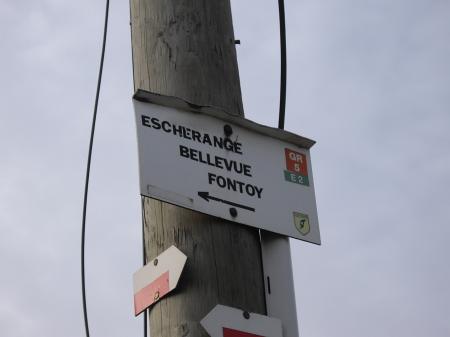 ESCHERANGE
BELLEVUE
FONTOY
GR
5
E 2